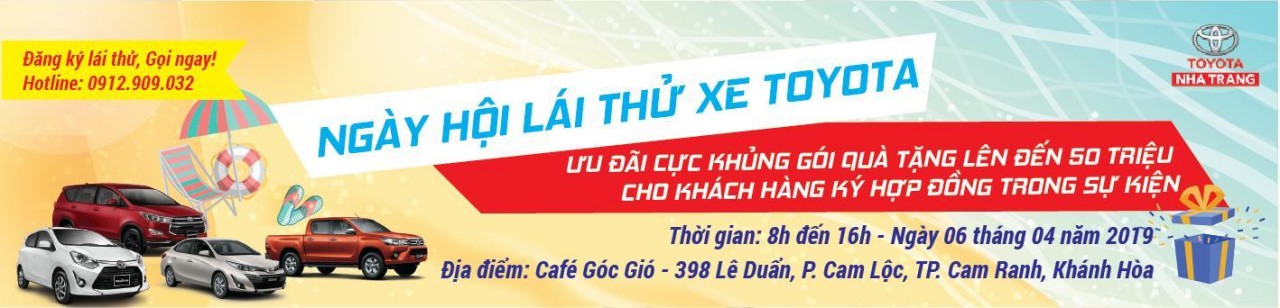 Đăng ký lái thử, Gọi ngay!
Hotline: 0912.909.032
TOYOTA
NHA TRANG
NGÀY HỘI LÁI THỬ XE TOYOTA
ƯU ĐÃI CỰC KHỦNG GÓI QUÀ TẶNG LÊN ĐẾN 50 TRIỆU
CHO KHÁCH HÀNG KÝ HỢP ĐỒNG TRONG SỰ KIỆN
Thời gian: 8h đến 16h - Ngày 06 tháng 04 năm 2019
Địa điểm: Café Góc Gió - 398 Lê Duẩn, P. Cam Lộc, TP. Cam Ranh, Khánh Hòa